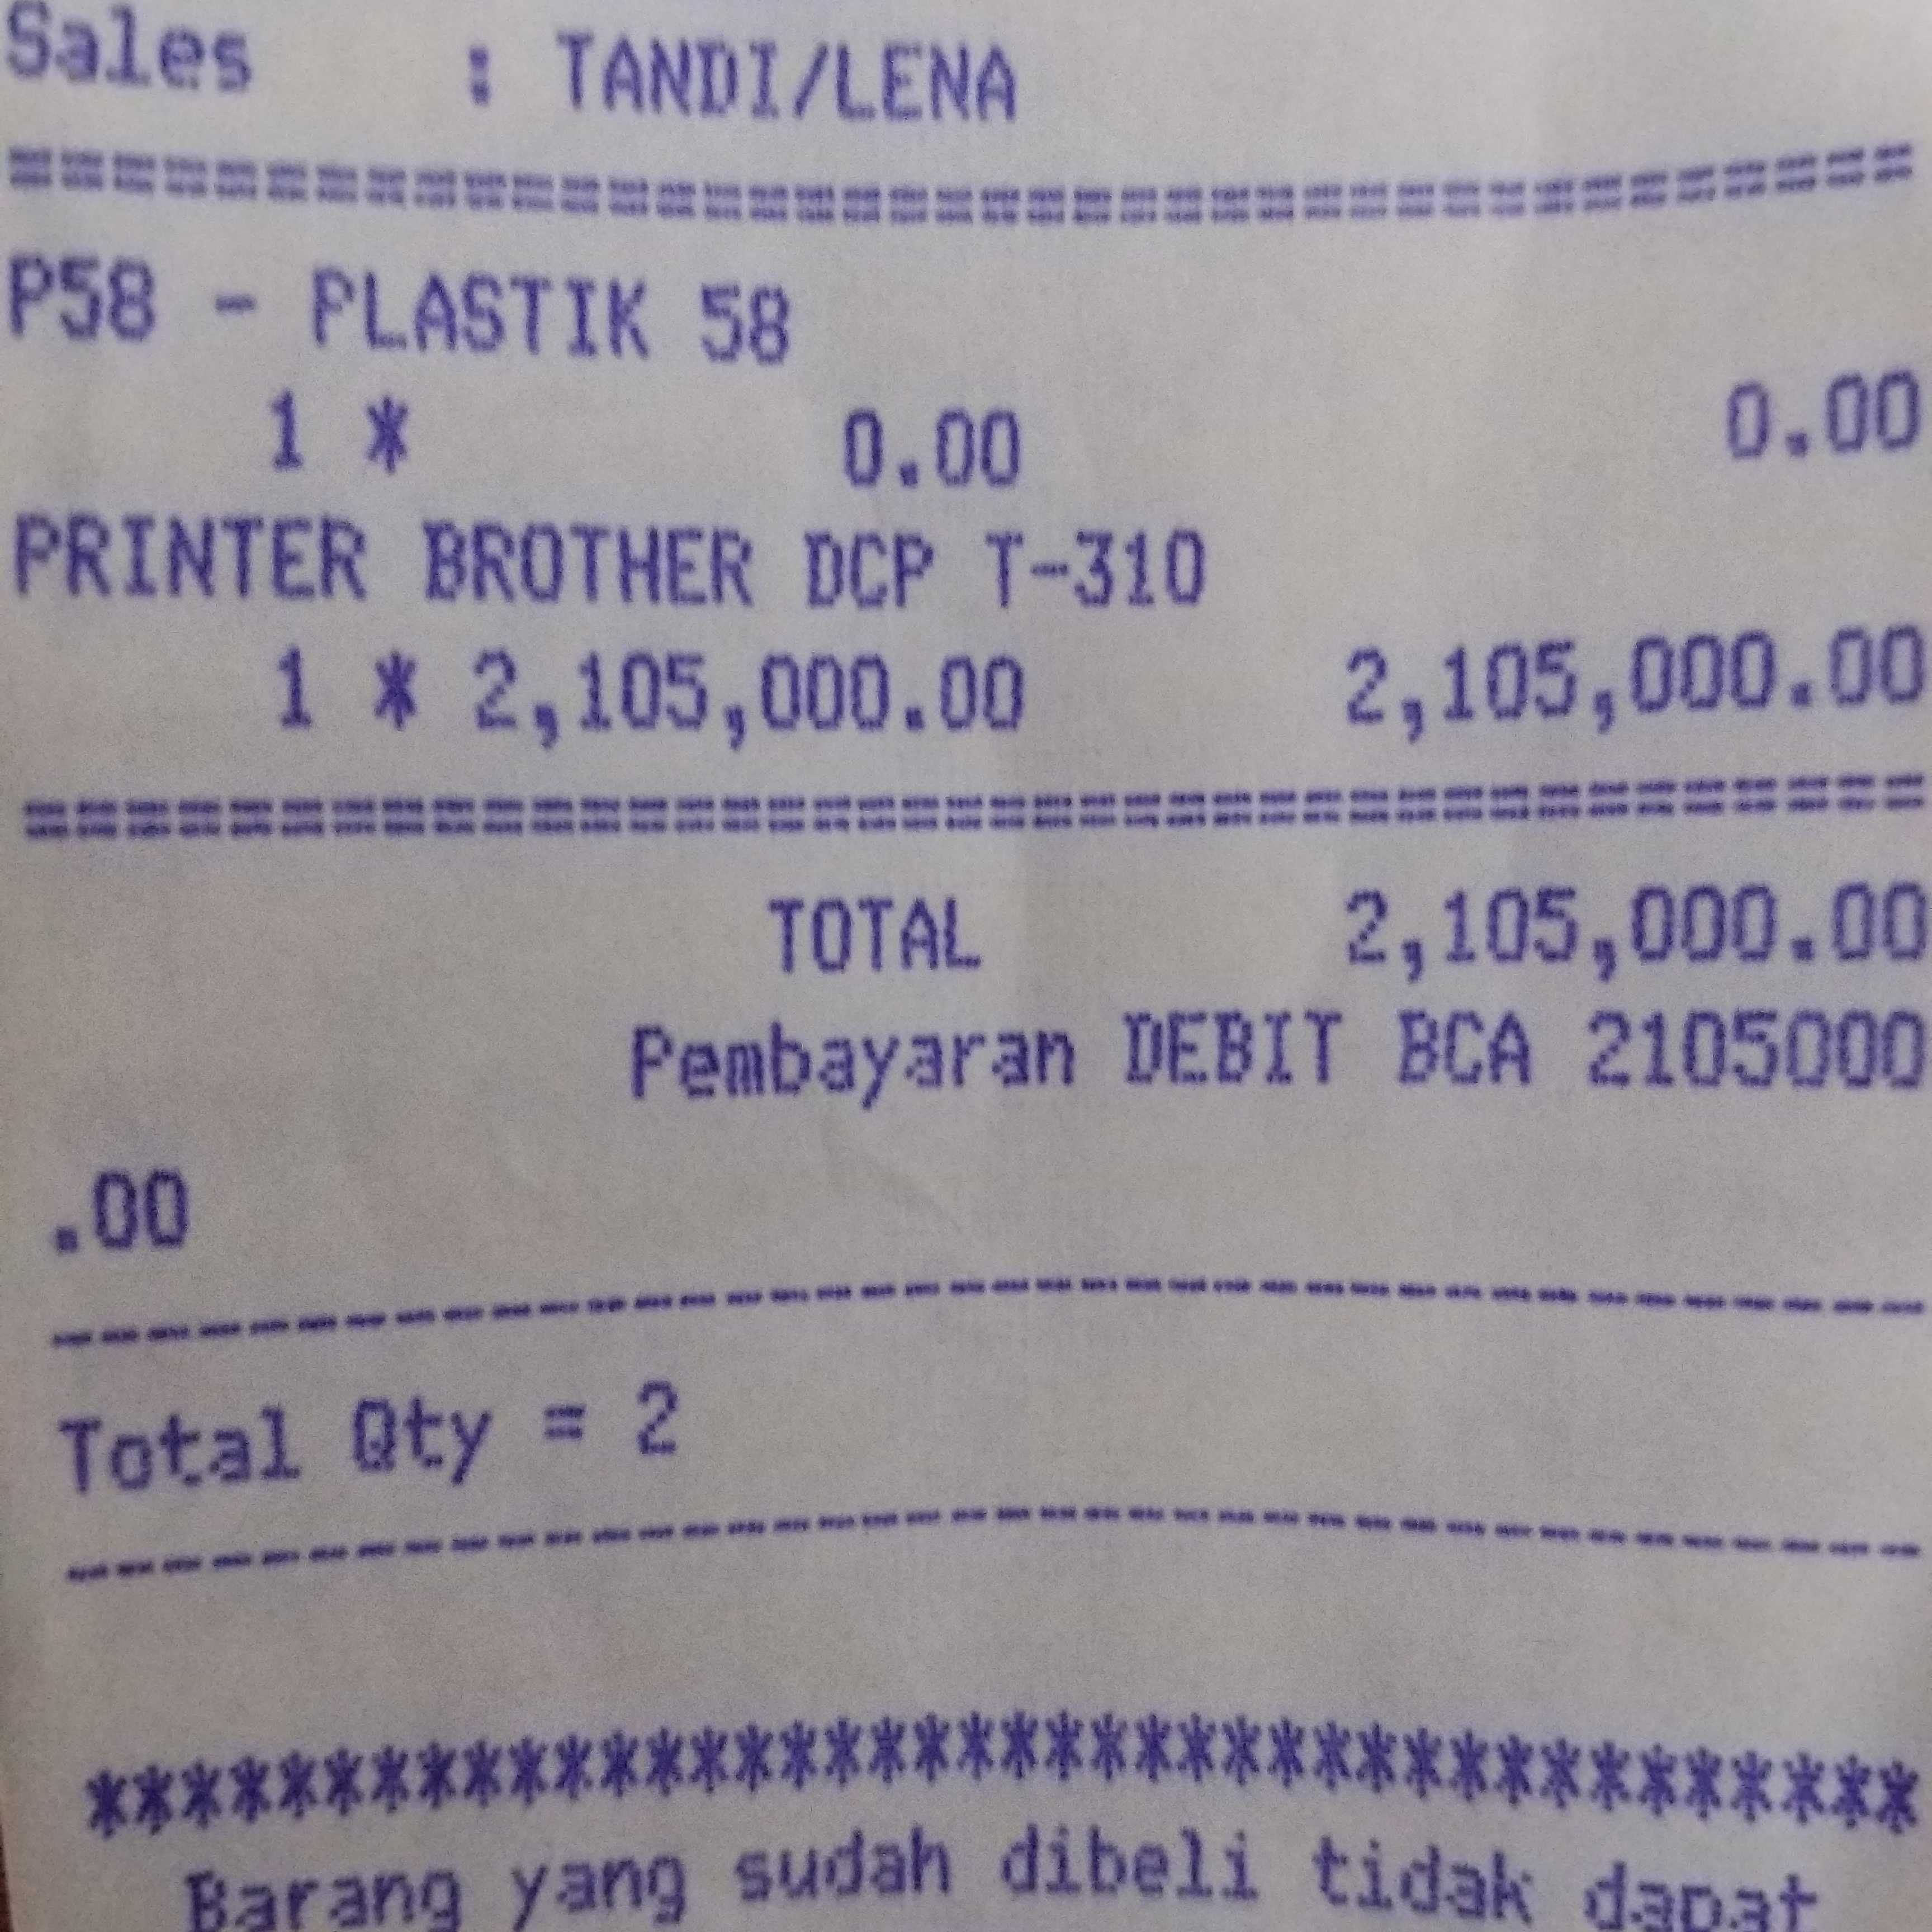 Sales : TANDI/LENA
========================================
P58 - PLASTIK 58
1 * 0.00 0.00
PRINTER BROTHER DCP T-310
1 * 2,105,000.00 2,105,000.00
========================================
TOTAL 2,105,000.00
Pembayaran DEBIT BCA 2105000
.00
----------------------------------------
Total Qty = 2
----------------------------------------
****************************************
Barang yang sudah dibeli tidak dapat